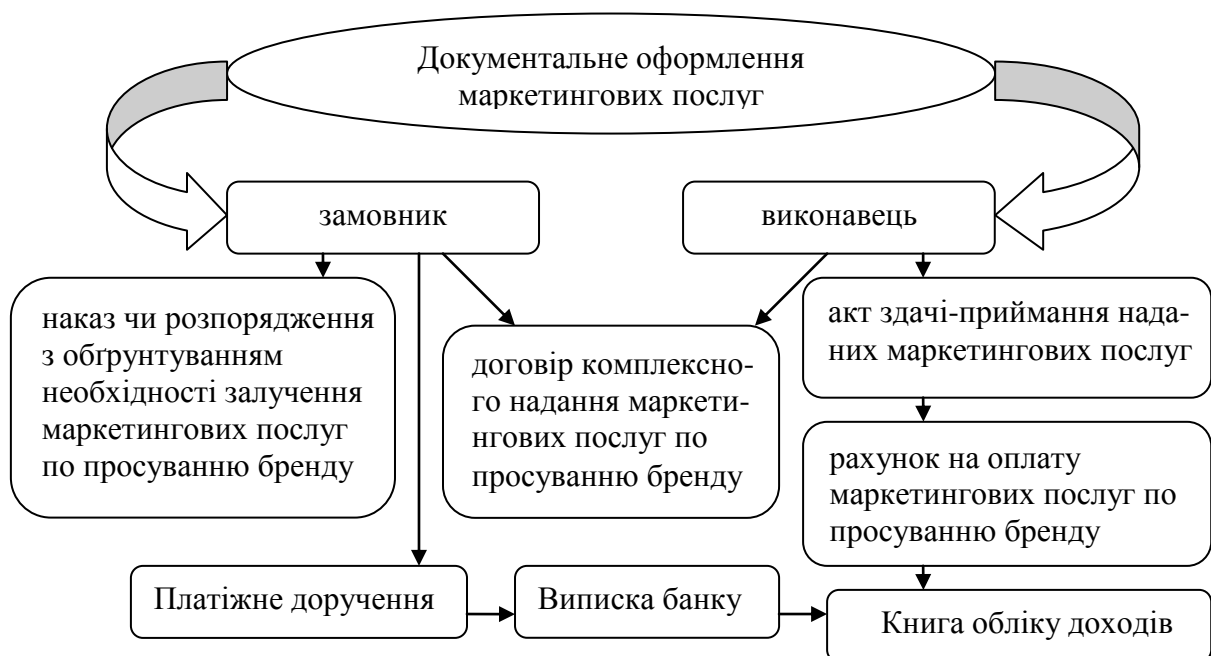 Документальне оформлення
маркетингових послуг
замовник
виконавець
наказ чи розпорядження
з обґрунтуванням
необхідності залучення
маркетингових послуг
по просуванню бренду
договір комплексно-
го надання маркети-
нгових послуг по
просуванню бренду
акт здачі-приймання нада-
них маркетингових послуг
рахунок на оплату
маркетингових послуг по
просуванню бренду
Платіжне доручення
Виписка банку
Книга обліку доходів